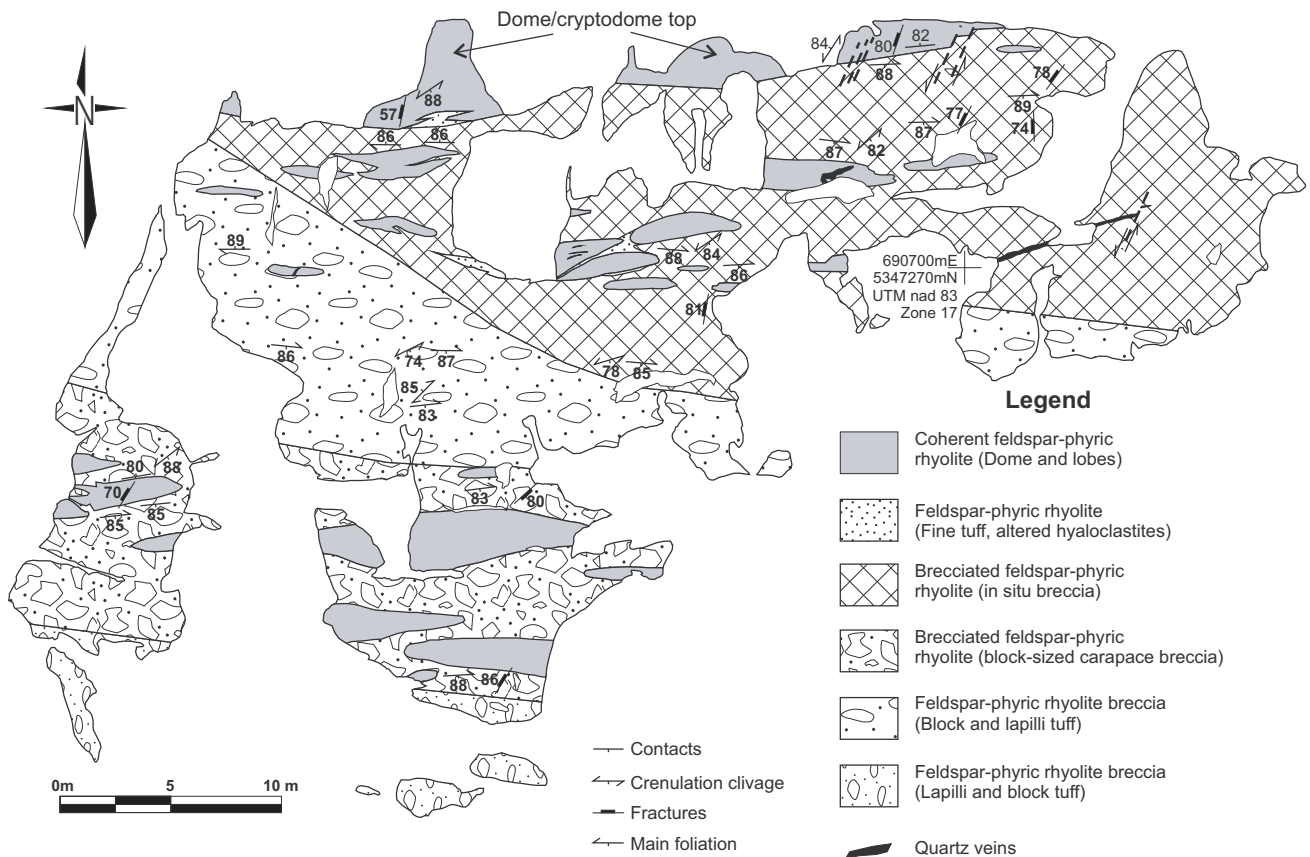 Dome/cryptodome top
84
80
82
88
78
N
88
57
89
77
87
74
86
86
87
82
89
88
84
86
690700mE
5347270mN
UTM nad 83
Zone 17
81
86
74
87
78
85
85
83
Legend
Coherent feldspar-phyric
rhyolite (Dome and lobes)
80
88
70
83
80
85
85
Feldspar-phyric rhyolite
(Fine tuff, altered hyaloclastites)
Brecciated feldspar-phyric
rhyolite (in situ breccia)
Brecciated feldspar-phyric
rhyolite (block-sized carapace breccia)
88
86
Feldspar-phyric rhyolite breccia
(Block and lapilli tuff)
Feldspar-phyric rhyolite breccia
(Lapilli and block tuff)
Quartz veins
Contacts
Crenulation clivage
Fractures
Main foliation
0m 5 10 m